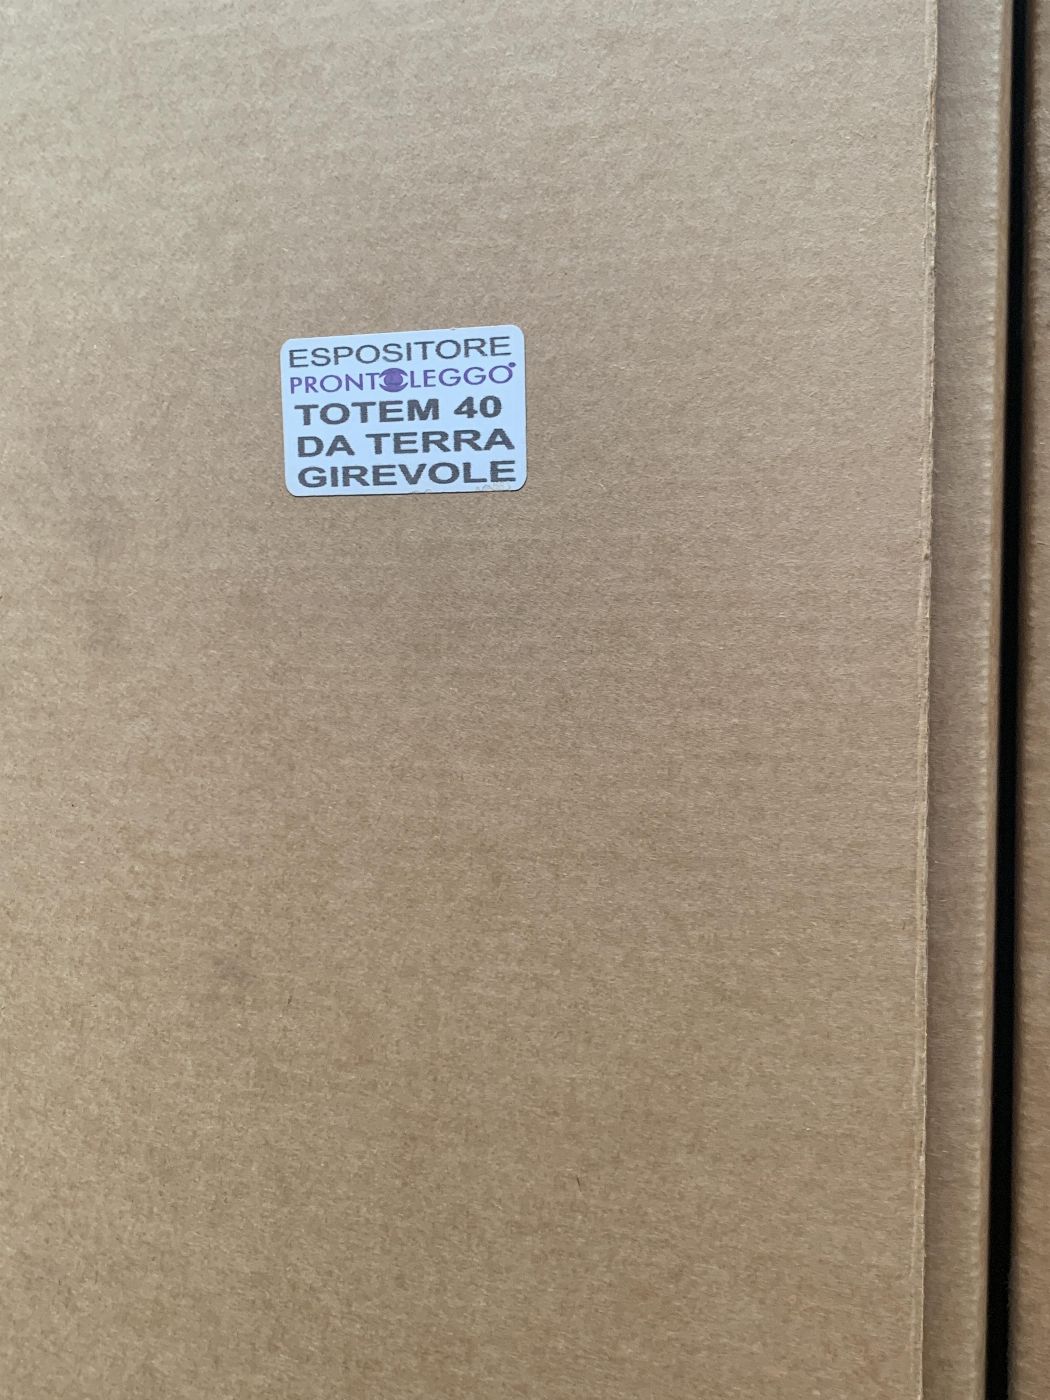 ESPOSITORE
PRONTOLEGGO®
TOTEM 40
DA TERRA
GIREVOLE